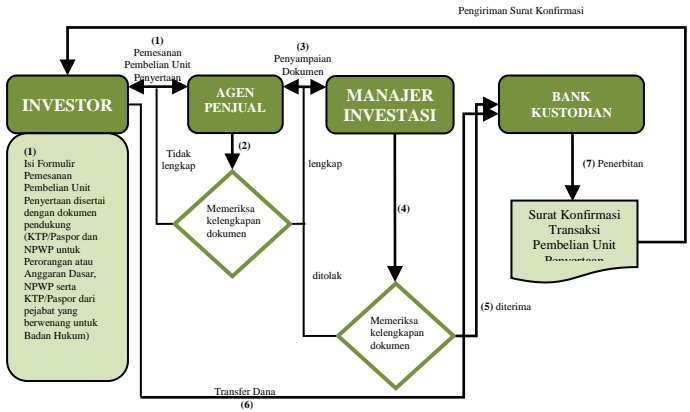 Pengiriman Surat Konfirmasi
(1)
Pemesanan
Pembelian Unit
Penyertaan
(3)
Penyampaian
Dokumen
INVESTOR
AGEN
PENJUAL
MANAJER
INVESTASI
BANK
KUSTODIAN
(1)
Isi Formulir
Pemesanan
Pembelian Unit
Penyertaan disertai
dengan dokumen
pendukung
(KTP/Paspor dan
NPWP untuk
Perorangan atau
Anggaran Dasar,
NPWP serta
KTP/Paspor dari
pejabat yang
berwenang untuk
Badan Hukum)
Tidak
lengkap
(2)
lengkap
Memeriksa
kelengkapan
dokumen
(4)
ditolak
Memeriksa
kelengkapan
dokumen
(5) diterima
(7) Penerbitan
Surat Konfirmasi
Transaksi
Pembelian Unit
Penyertaan
Transfer Dana
(6)